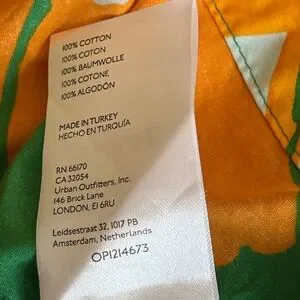 100% COTTON
100% COTON
100% BAUMWOLLE
100% COTONE
100% ALGODÓN
MADE IN TURKEY
HECHO EN TURQUÍA
RN 66170
CA 32054
Urban Outfitters, Inc.
146 Brick Lane
LONDON, E1 6RU
Leidsestraat 32, 1017 PB
Amsterdam, Netherlands
OP1214673